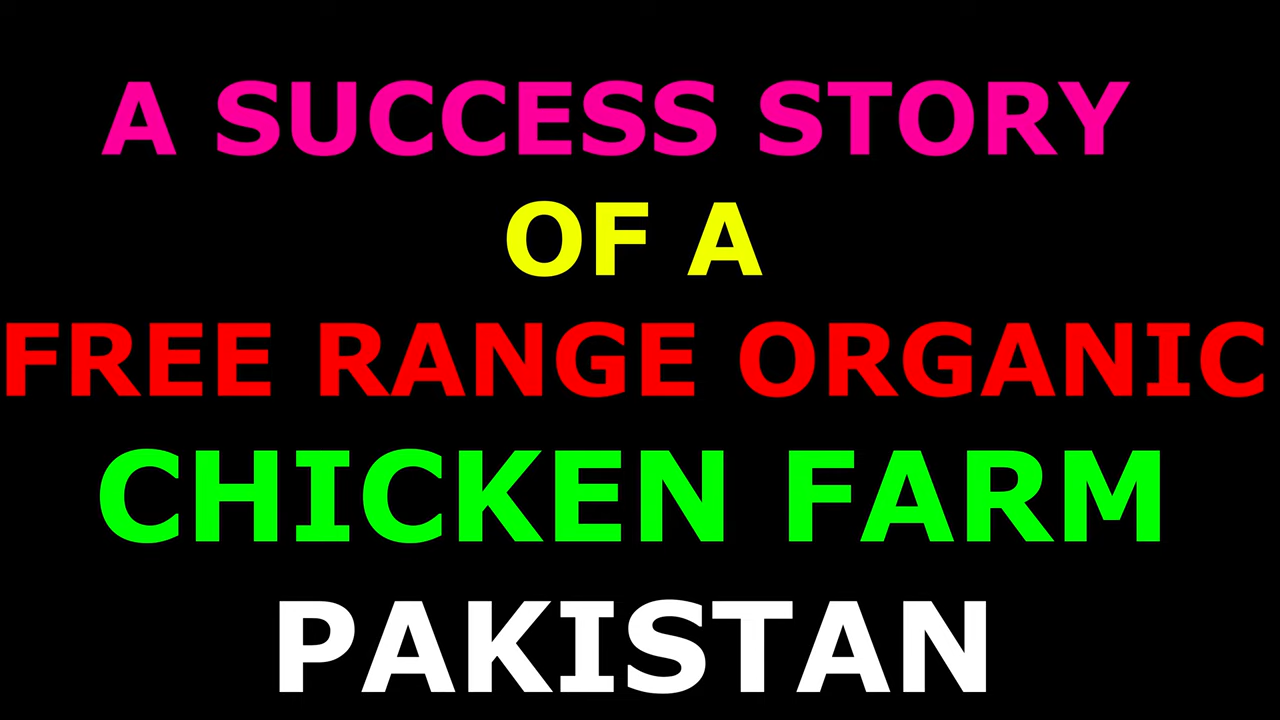 A SUCCESS STORY
OF A
FREE RANGE ORGANIC
CHICKEN FARM
PAKISTAN